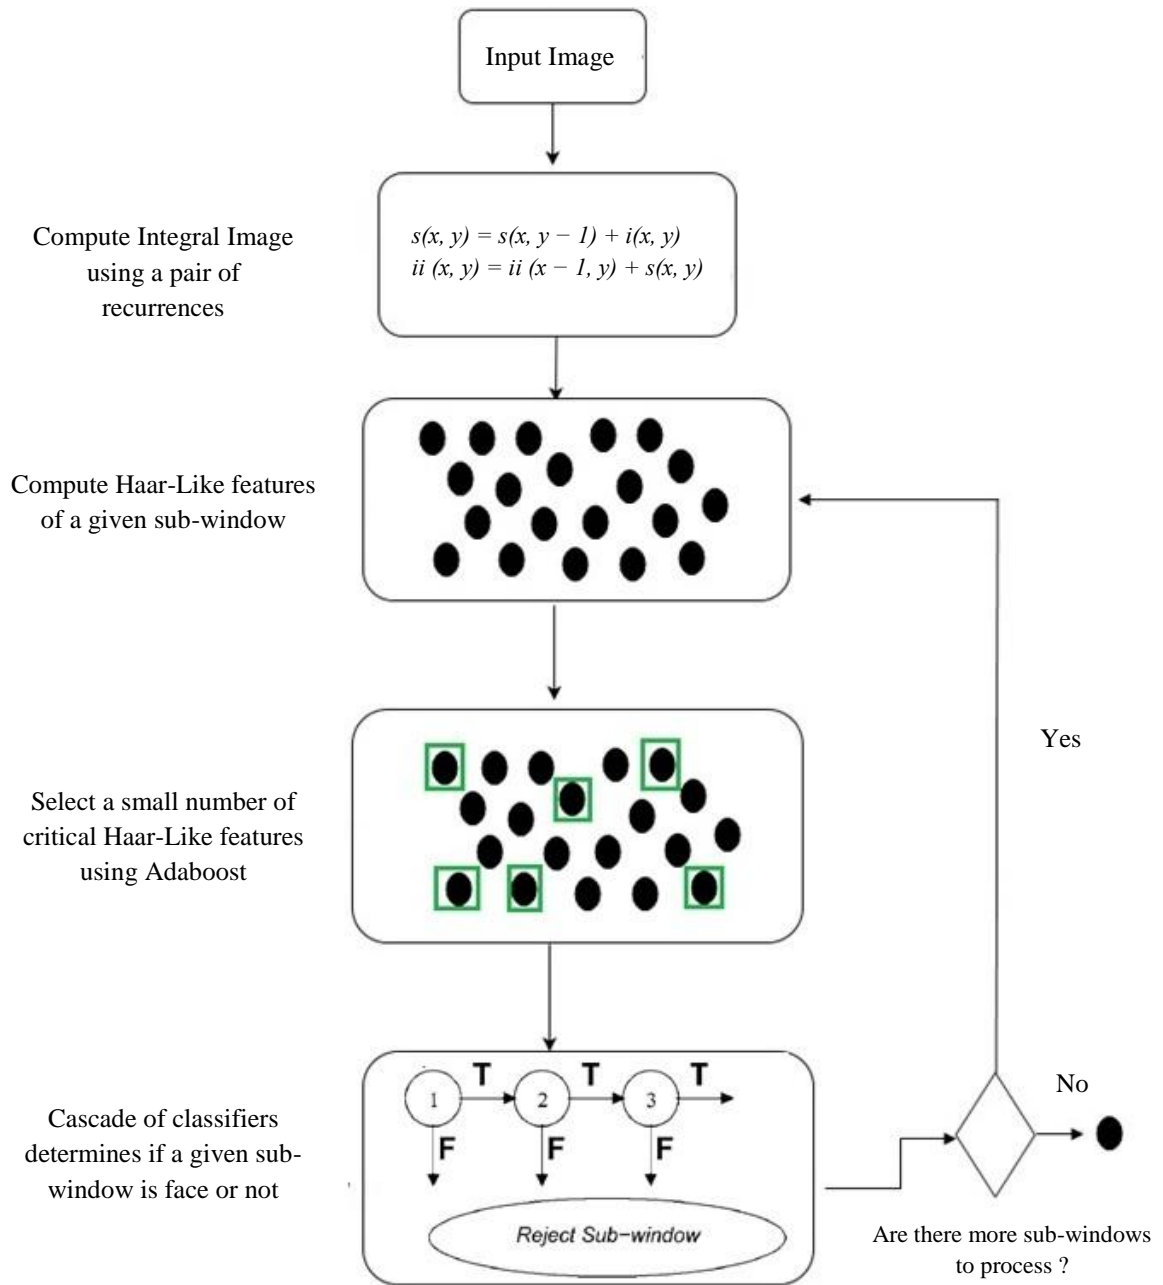 Input Image
Compute Integral Image
using a pair of
recurrences
s(x, y) = s(x, y − 1) + i(x, y)
ii (x, y) = ii (x − 1, y) + s(x, y)
Compute Haar-Like features
of a given sub-window
Yes
Select a small number of
critical Haar-Like features
using Adaboost
Cascade of classifiers
determines if a given sub-
window is face or not
T T T
1 2 3
F F F
Reject Sub−window
No
Are there more sub-windows
to process ?